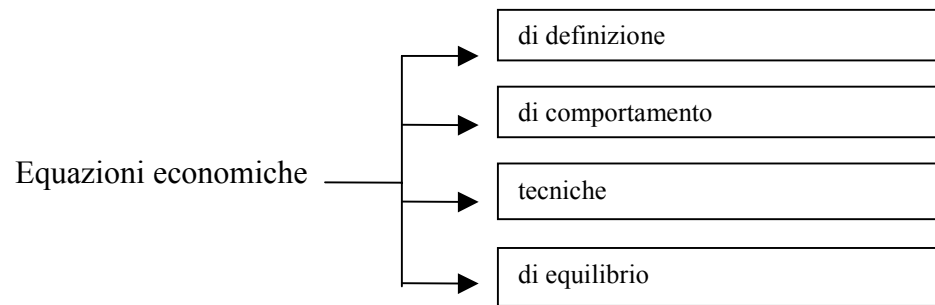 di definizione
di comportamento
Equazioni economiche
tecniche
di equilibrio